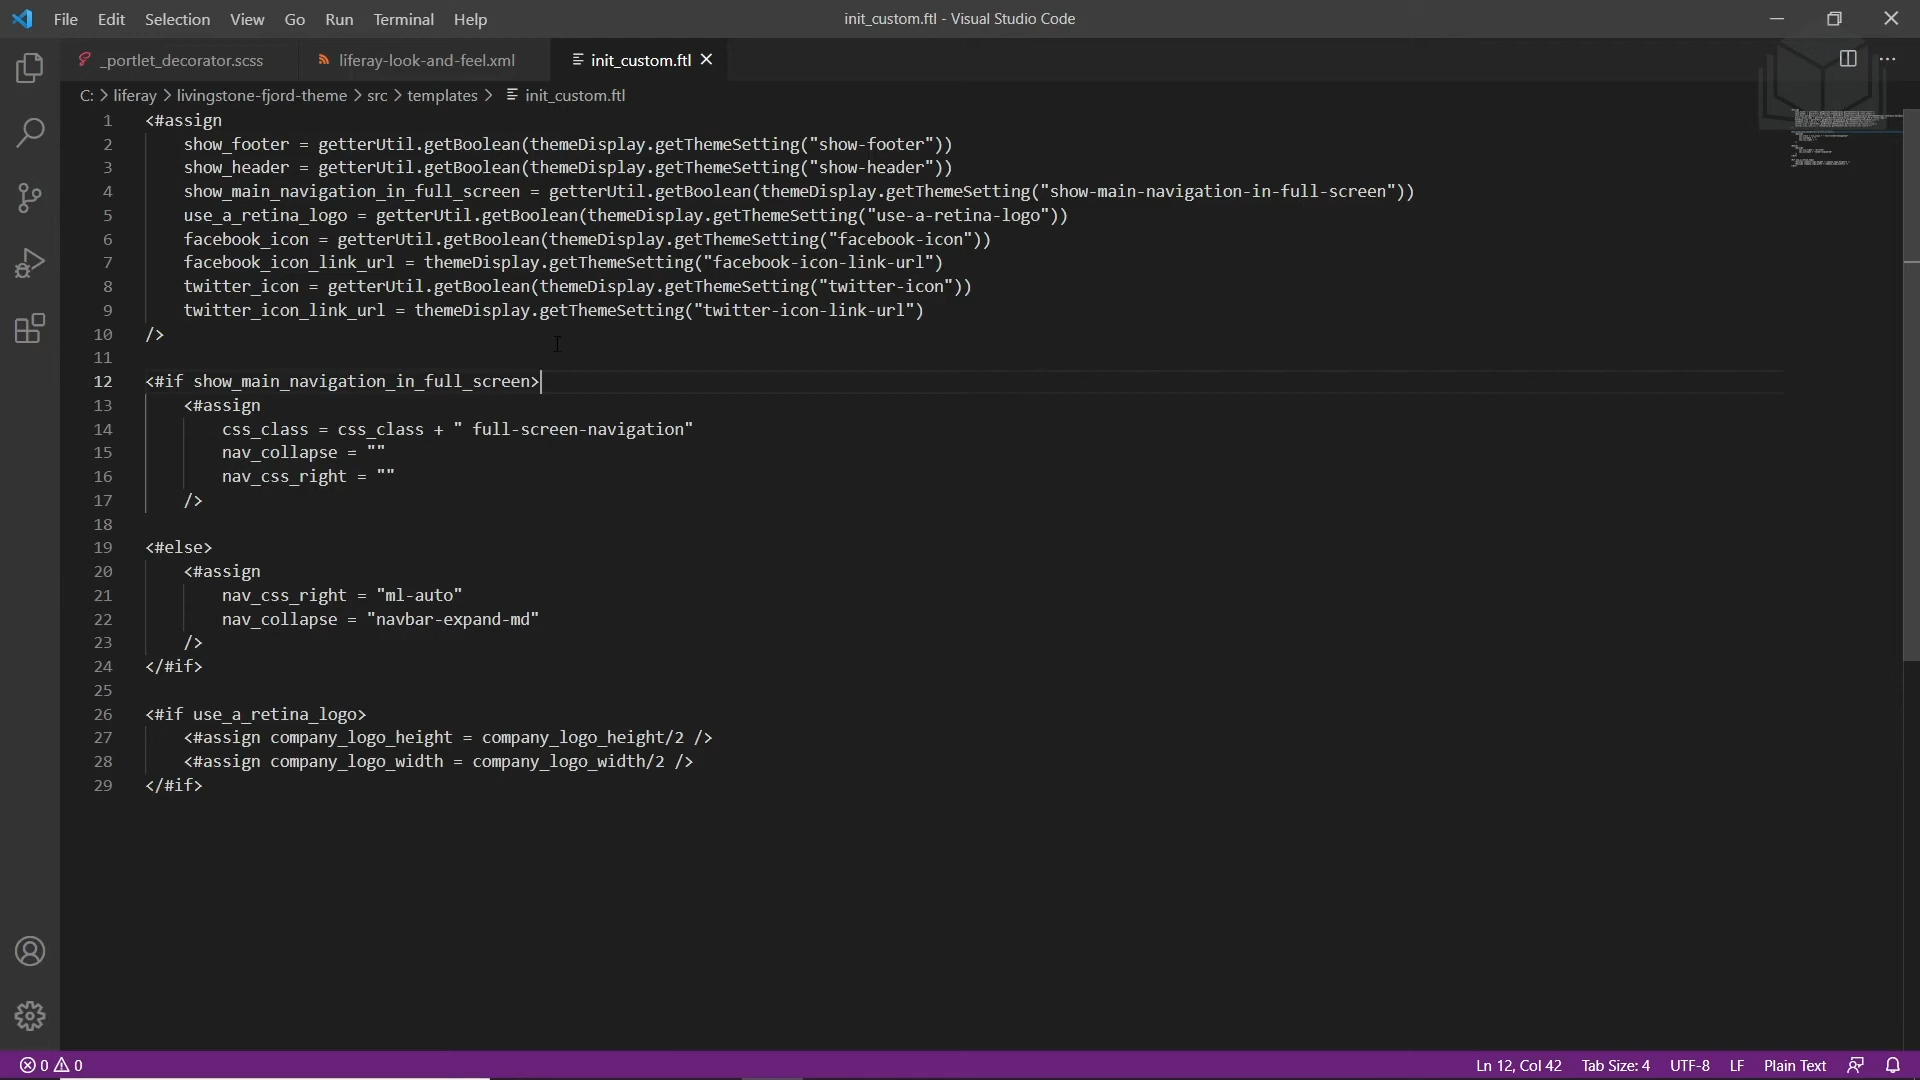 File Edit Selection View Go Run Terminal Help
init_custom.ftl - Visual Studio Code
_portlet_decorator.scss
liferay-look-and-feel.xml
init_custom.ftl
C: > liferay > livingstone-fjord-theme > src > templates > init_custom.ftl
1 <#assign
2 show_footer = getterUtil.getBoolean(themeDisplay.getThemeSetting("show-footer"))
3 show_header = getterUtil.getBoolean(themeDisplay.getThemeSetting("show-header"))
4 show_main_navigation_in_full_screen = getterUtil.getBoolean(themeDisplay.getThemeSetting("show-main-navigation-in-full-screen"))
5 use_a_retina_logo = getterUtil.getBoolean(themeDisplay.getThemeSetting("use-a-retina-logo"))
6 facebook_icon = getterUtil.getBoolean(themeDisplay.getThemeSetting("facebook-icon"))
7 facebook_icon_link_url = themeDisplay.getThemeSetting("facebook-icon-link-url")
8 twitter_icon = getterUtil.getBoolean(themeDisplay.getThemeSetting("twitter-icon"))
9 twitter_icon_link_url = themeDisplay.getThemeSetting("twitter-icon-link-url")
10 />
11
12 <#if show_main_navigation_in_full_screen>
13 <#assign
14 css_class = css_class + " full-screen-navigation"
15 nav_collapse = ""
16 nav_css_right = ""
17 />
18
19 <#else>
20 <#assign
21 nav_css_right = "ml-auto"
22 nav_collapse = "navbar-expand-md"
23 />
24 </#if>
25
26 <#if use_a_retina_logo>
27 <#assign company_logo_height = company_logo_height/2 />
28 <#assign company_logo_width = company_logo_width/2 />
29 </#if>
0 0
Ln 12, Col 42 Tab Size: 4 UTF-8 LF Plain Text